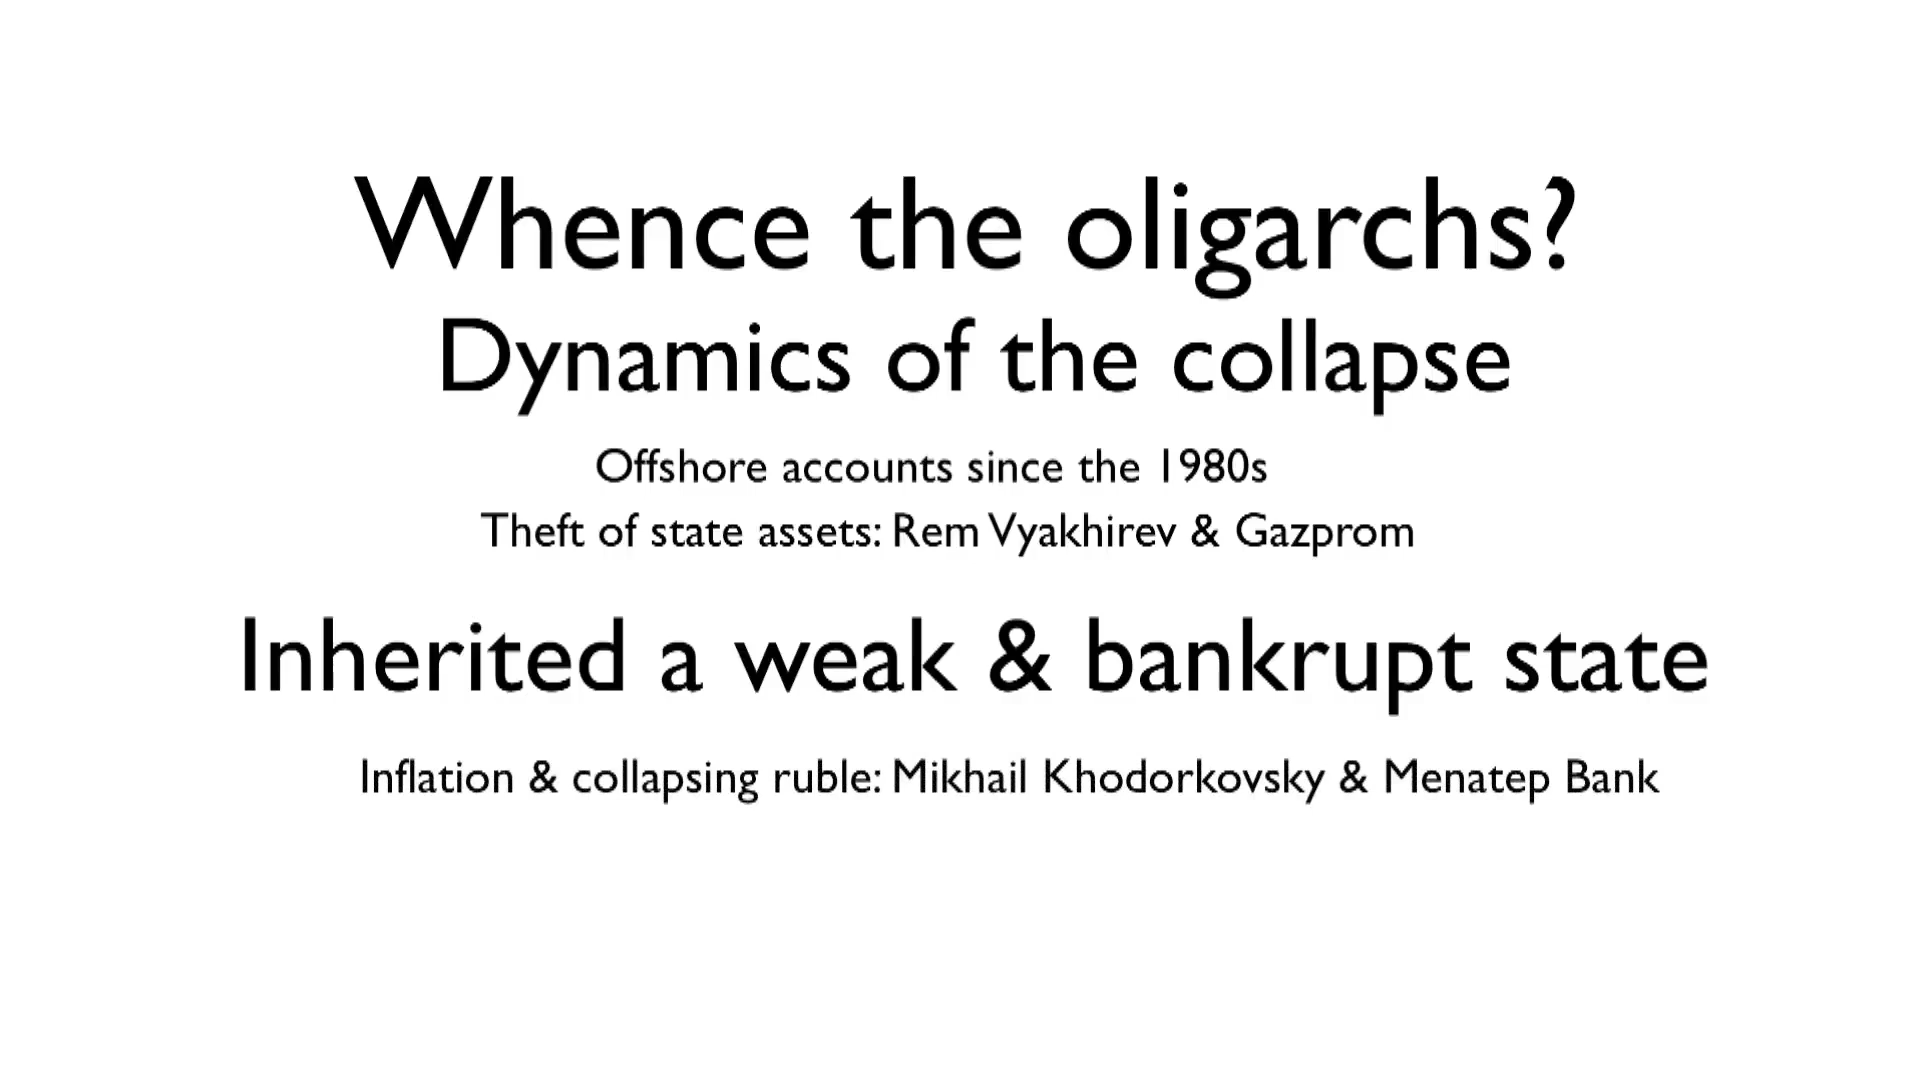 Whence the oligarchs?
Dynamics of the collapse
Offshore accounts since the 1980s
Theft of state assets: Rem Vyakhirev & Gazprom
Inherited a weak & bankrupt state
Inflation & collapsing ruble: Mikhail Khodorkovsky & Menatep Bank